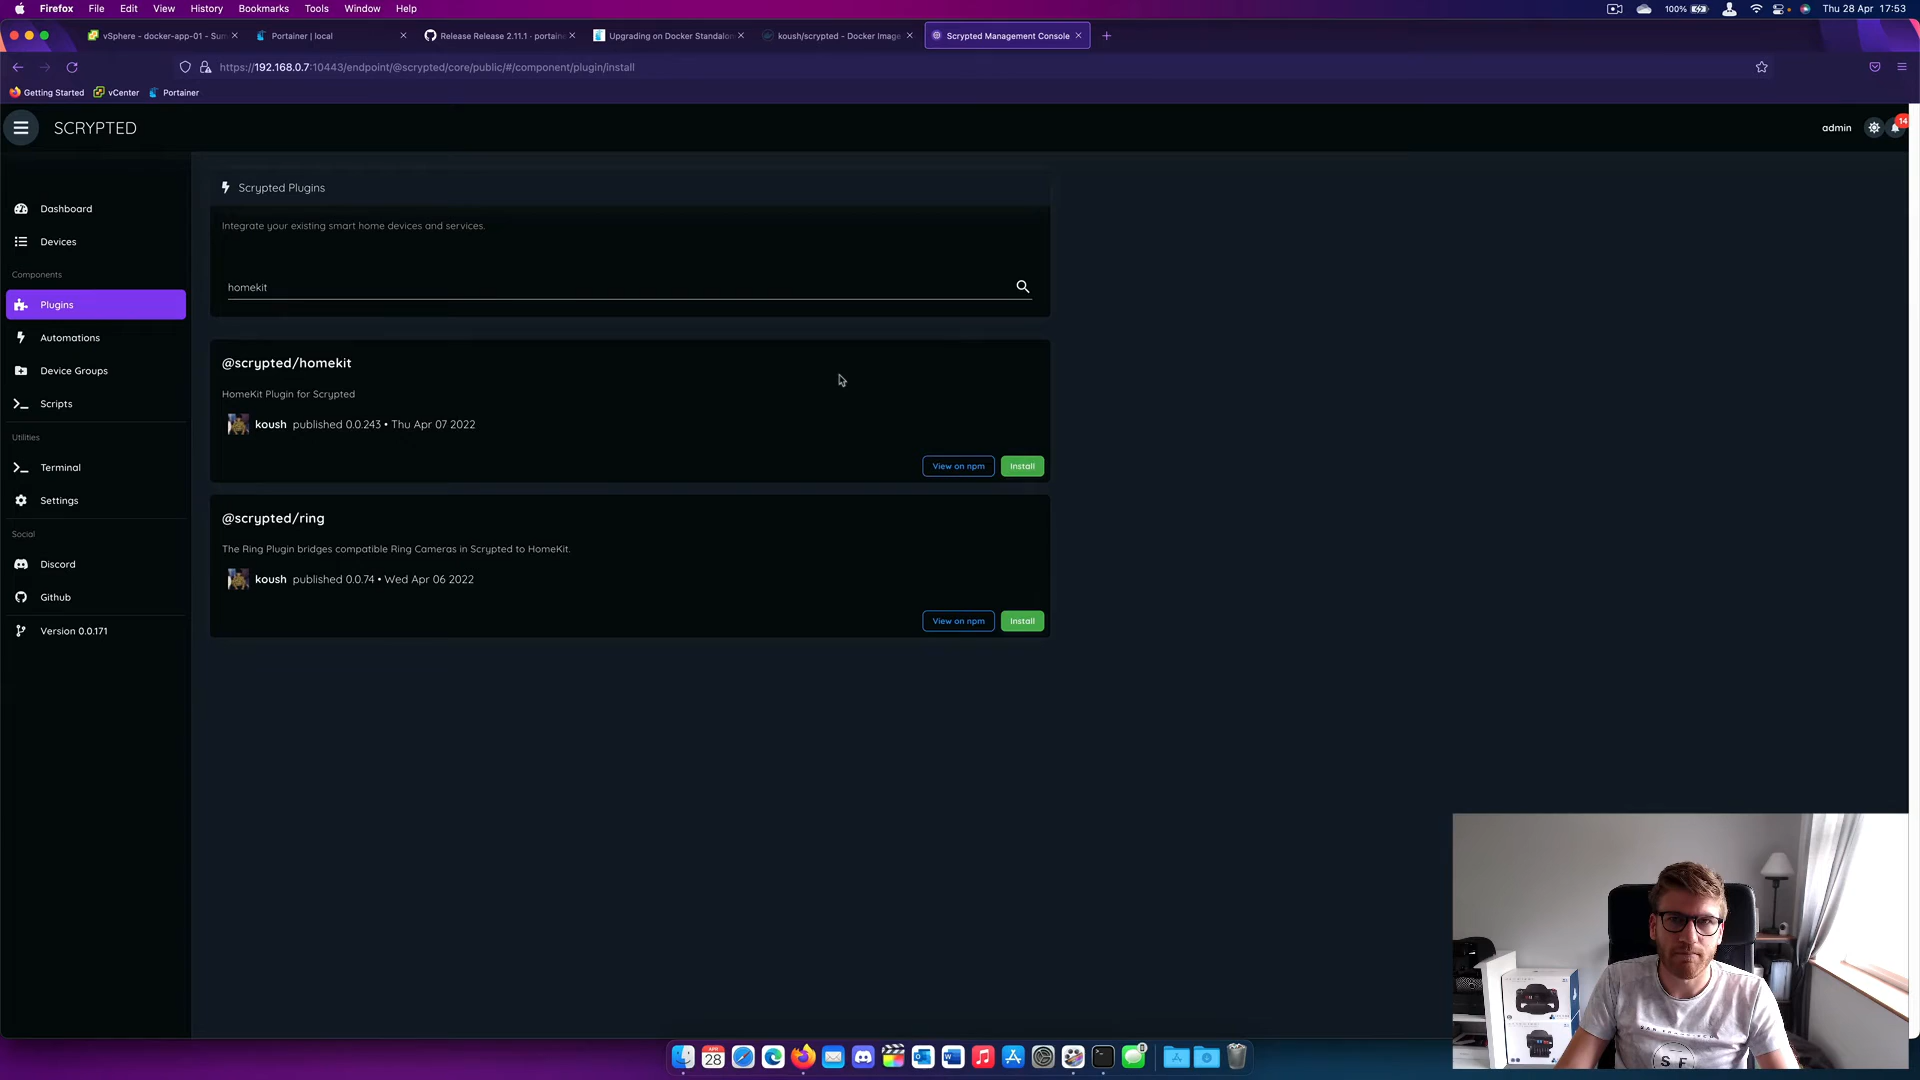 Firefox File Edit View History Bookmarks Tools Window Help 100% Thu 28 Apr 17:53
vSphere - docker-app-01 - Sum Portainer | local Release Release 2.11.1 · portain Upgrading on Docker Standalon koush/scrypted - Docker Image Scrypted Management Console
https://192.168.0.7:10443/endpoint/@scrypted/core/public/#/component/plugin/install
Getting Started vCenter Portainer
SCRYPTED admin 14
Dashboard
Devices
Components
Plugins
Automations
Device Groups
Scripts
Utilities
Terminal
Settings
Social
Discord
Github
Version 0.0.171
Scrypted Plugins
Integrate your existing smart home devices and services.
homekit
@scrypted/homekit
HomeKit Plugin for Scrypted
koush published 0.0.243 • Thu Apr 07 2022
View on npm Install
@scrypted/ring
The Ring Plugin bridges compatible Ring Cameras in Scrypted to HomeKit.
koush published 0.0.74 • Wed Apr 06 2022
View on npm Install
APR
28
SF